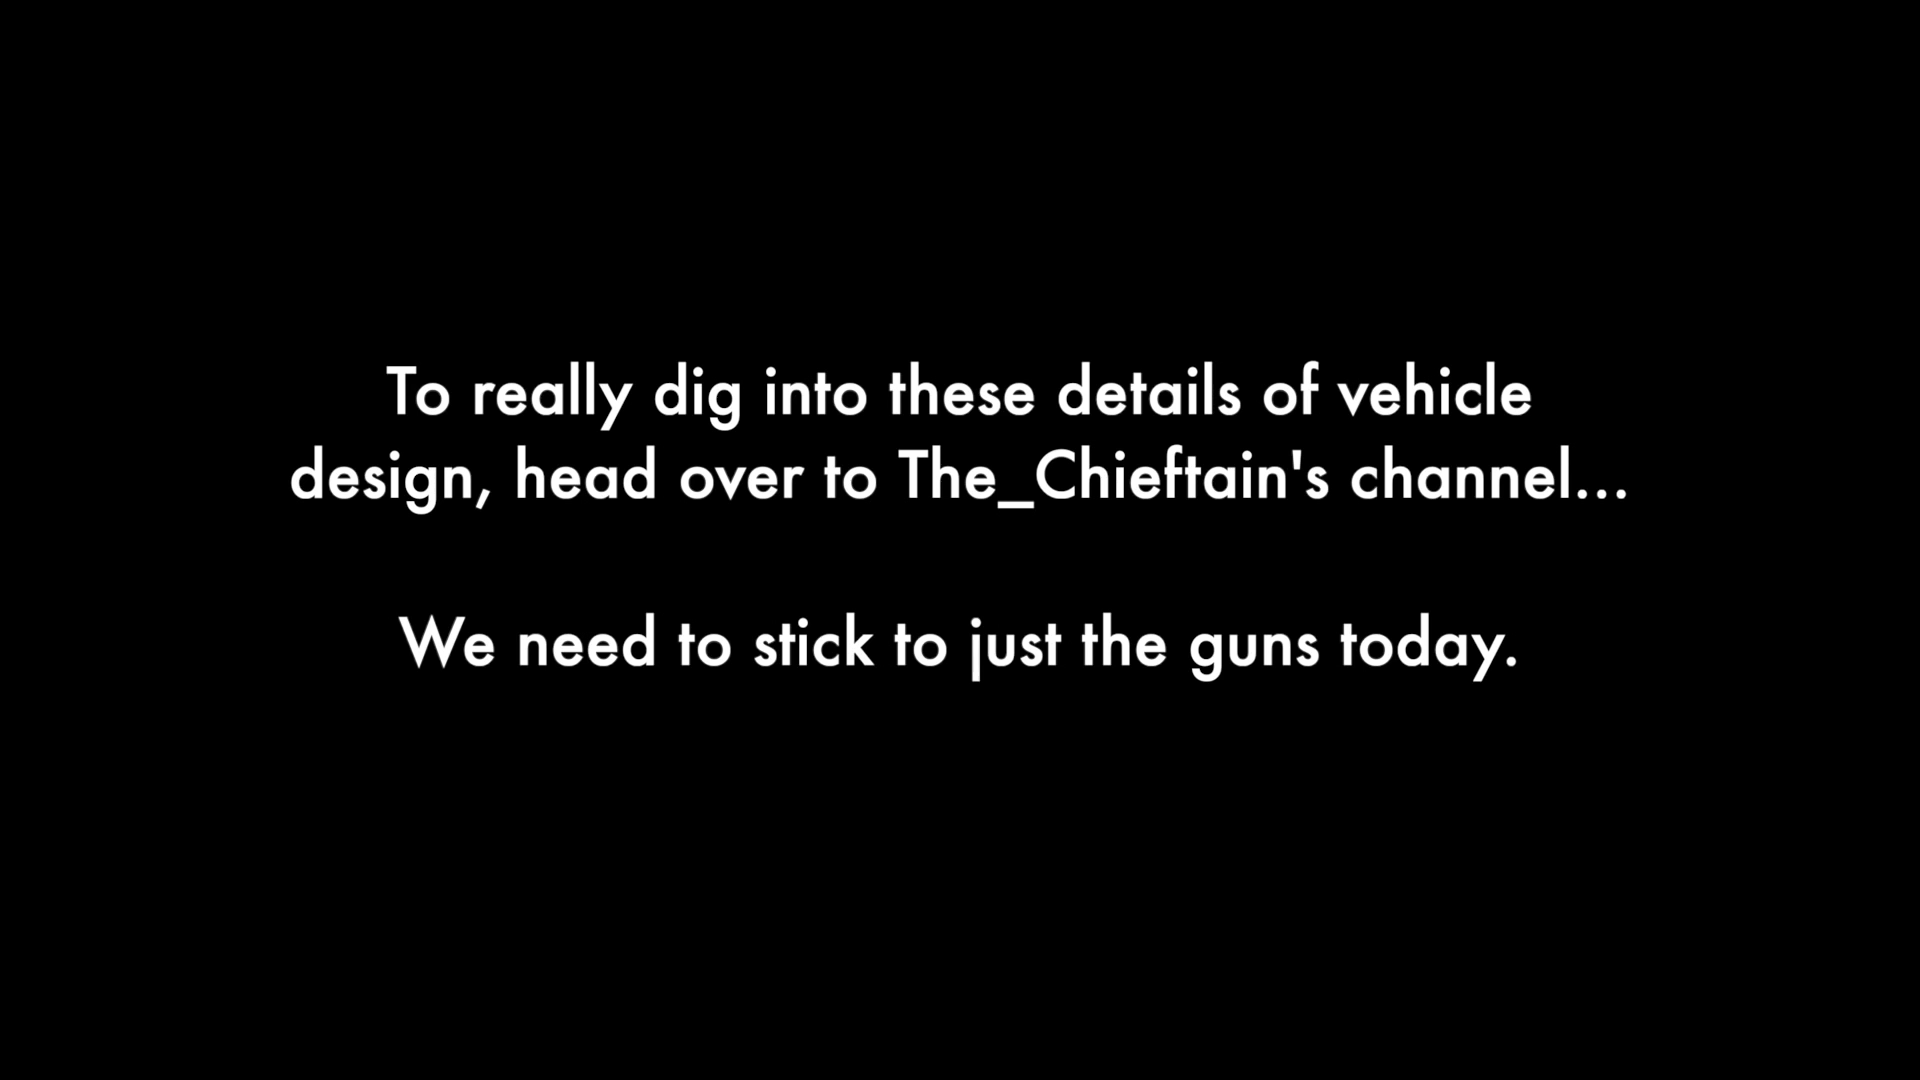 To really dig into these details of vehicle
design, head over to The_Chieftain's channel...
We need to stick to just the guns today.